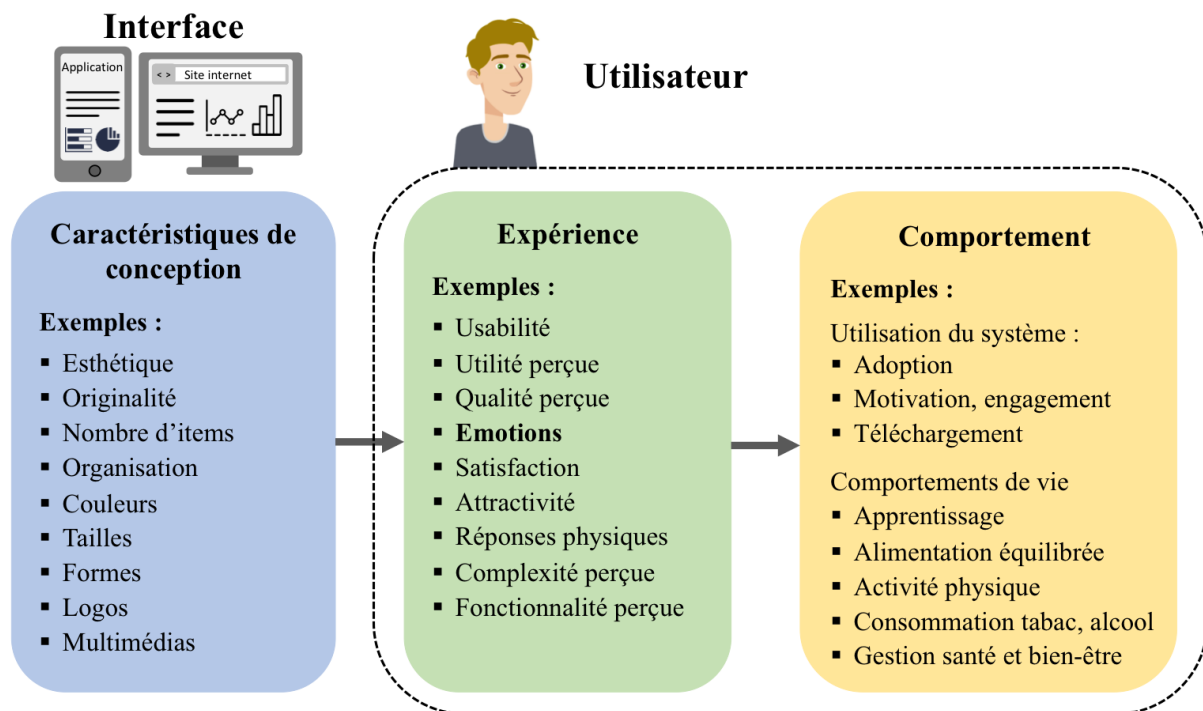 Interface
Application
< > Site internet
Utilisateur
Caractéristiques de
conception
Exemples :
▪ Esthétique
▪ Originalité
▪ Nombre d’items
▪ Organisation
▪ Couleurs
▪ Tailles
▪ Formes
▪ Logos
▪ Multimédias
Expérience
Exemples :
▪ Usabilité
▪ Utilité perçue
▪ Qualité perçue
▪ Emotions
▪ Satisfaction
▪ Attractivité
▪ Réponses physiques
▪ Complexité perçue
▪ Fonctionnalité perçue
Comportement
Exemples :
Utilisation du système :
▪ Adoption
▪ Motivation, engagement
▪ Téléchargement
Comportements de vie
▪ Apprentissage
▪ Alimentation équilibrée
▪ Activité physique
▪ Consommation tabac, alcool
▪ Gestion santé et bien-être